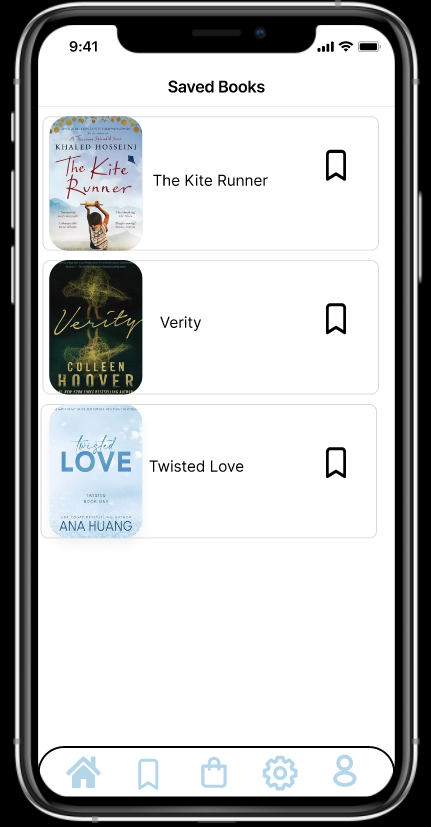 9:41
Saved Books
KHALED HOSSEINI
The Kite
Runner
The Kite Runner
Verity
COLLEEN
HOOVER
Verity
twisted
LOVE
TWISTED
BOOK ONE
ANA HUANG
Twisted Love